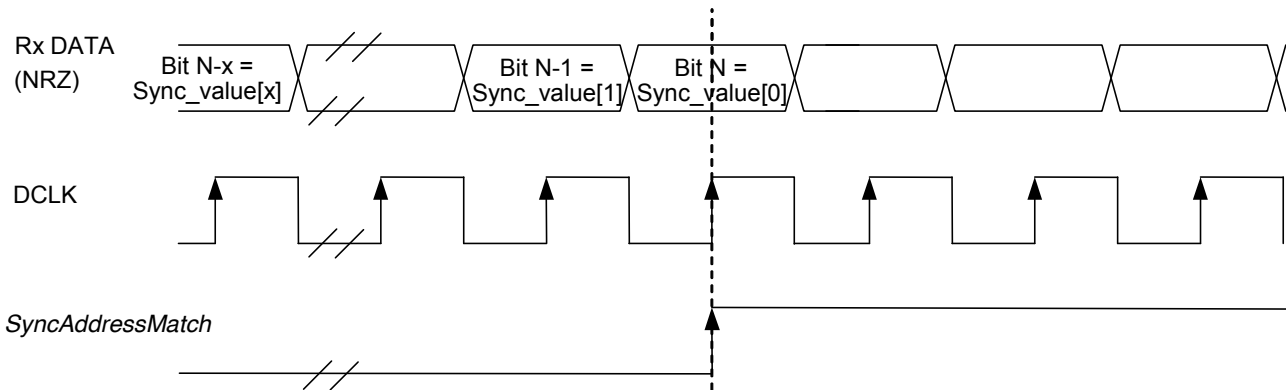 Rx DATA
(NRZ)
Bit N-x =
Sync_value[x]
Bit N-1 =
Sync_value[1]
Bit N =
Sync_value[0]
DCLK
SyncAddressMatch